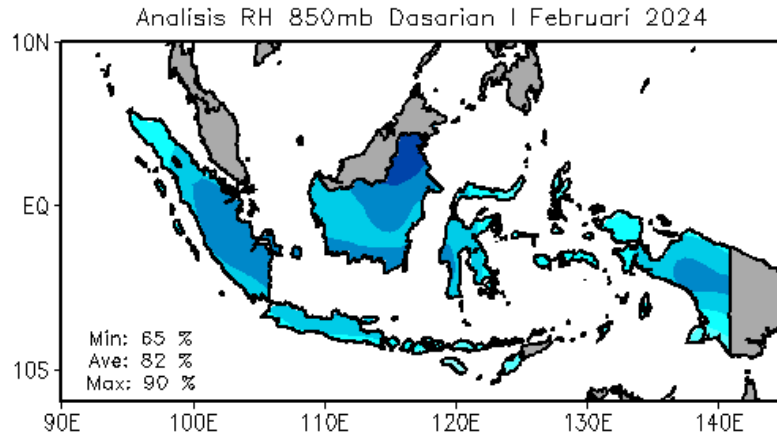 Analisis RH 850mb Dasarian I Februari 2024
10N
EQ
10S
Min: 65 %
Ave: 82 %
Max: 90 %
90E 100E 110E 120E 130E 140E